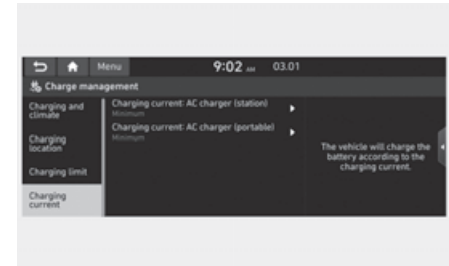 Menu
9:02 AM 03.01
Charge management
Charging and
climate
Charging
location
Charging limit
Charging
current
Charging current: AC charger (station)
Minimum
Charging current: AC charger (portable)
Minimum
The vehicle will charge the
battery according to the
charging current.